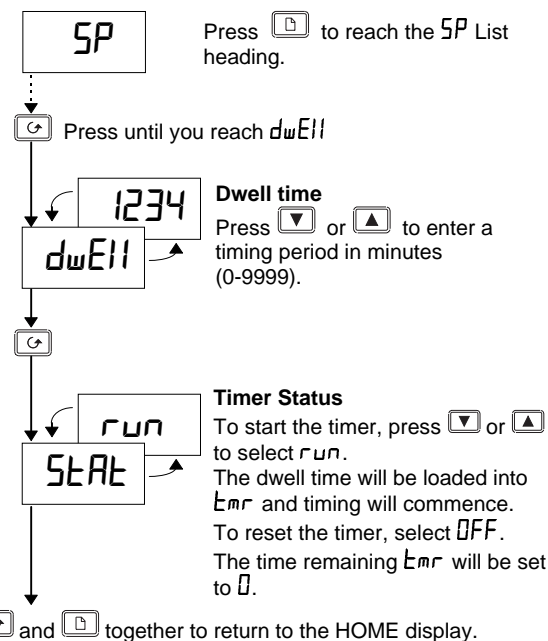 SP
Press to reach the SP List
heading.
Press until you reach dwEll
1234
dwEll
Dwell time
Press or to enter a
timing period in minutes
(0-9999).
run
StAt
Timer Status
To start the timer, press or
to select run.
The dwell time will be loaded into
tmr and timing will commence.
To reset the timer, select OFF.
The time remaining tmr will be set
to 0.
and together to return to the HOME display.